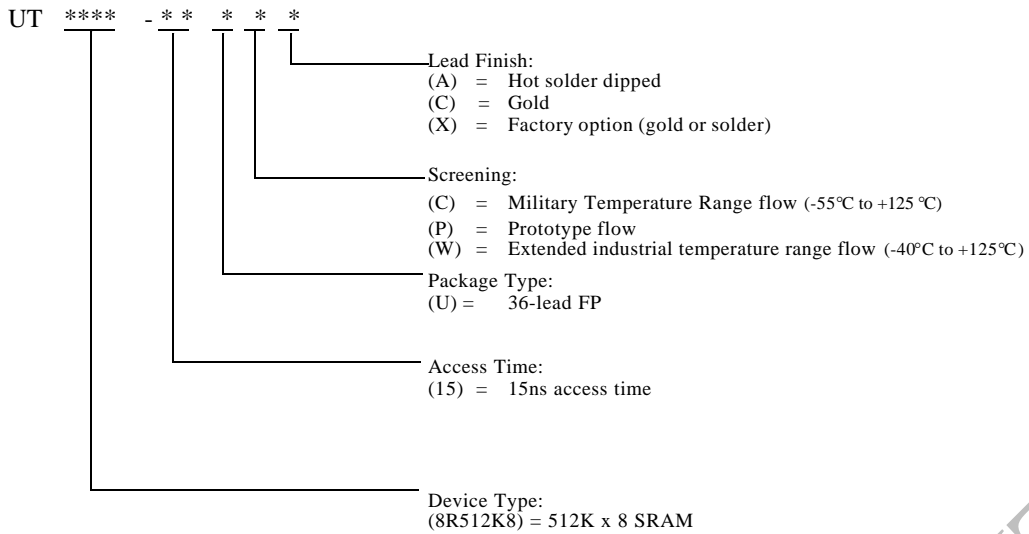 UT **** - * * * * *
Lead Finish:
(A) = Hot solder dipped
(C) = Gold
(X) = Factory option (gold or solder)
Screening:
(C) = Military Temperature Range flow (-55°C to +125 °C)
(P) = Prototype flow
(W) = Extended industrial temperature range flow (-40°C to +125°C)
Package Type:
(U) = 36-lead FP
Access Time:
(15) = 15ns access time
Device Type:
(8R512K8) = 512K x 8 SRAM